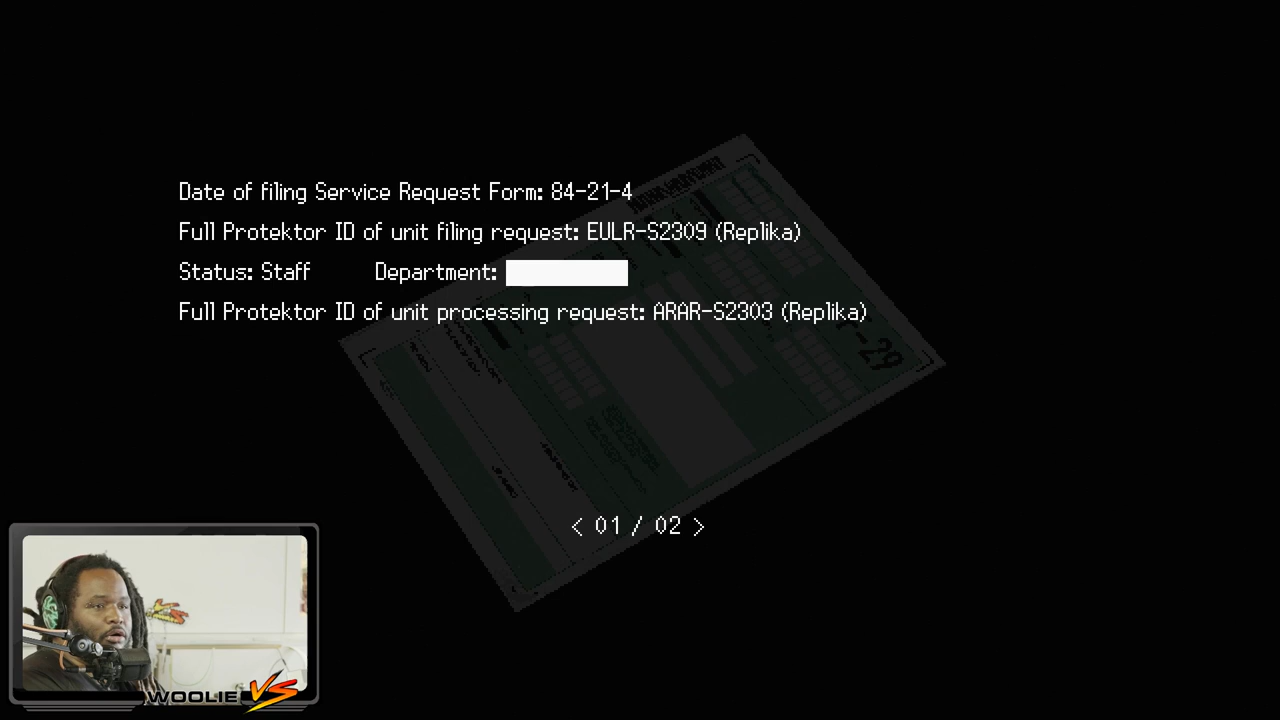 Date of filing Service Request Form: 84-21-4
Full Protektor ID of unit filing request: EULR-S2309 (Replika)
Status: Staff Department:
Full Protektor ID of unit processing request: ARAR-S2303 (Replika)
F-29
< 01 / 02 >
WOOLIE VS